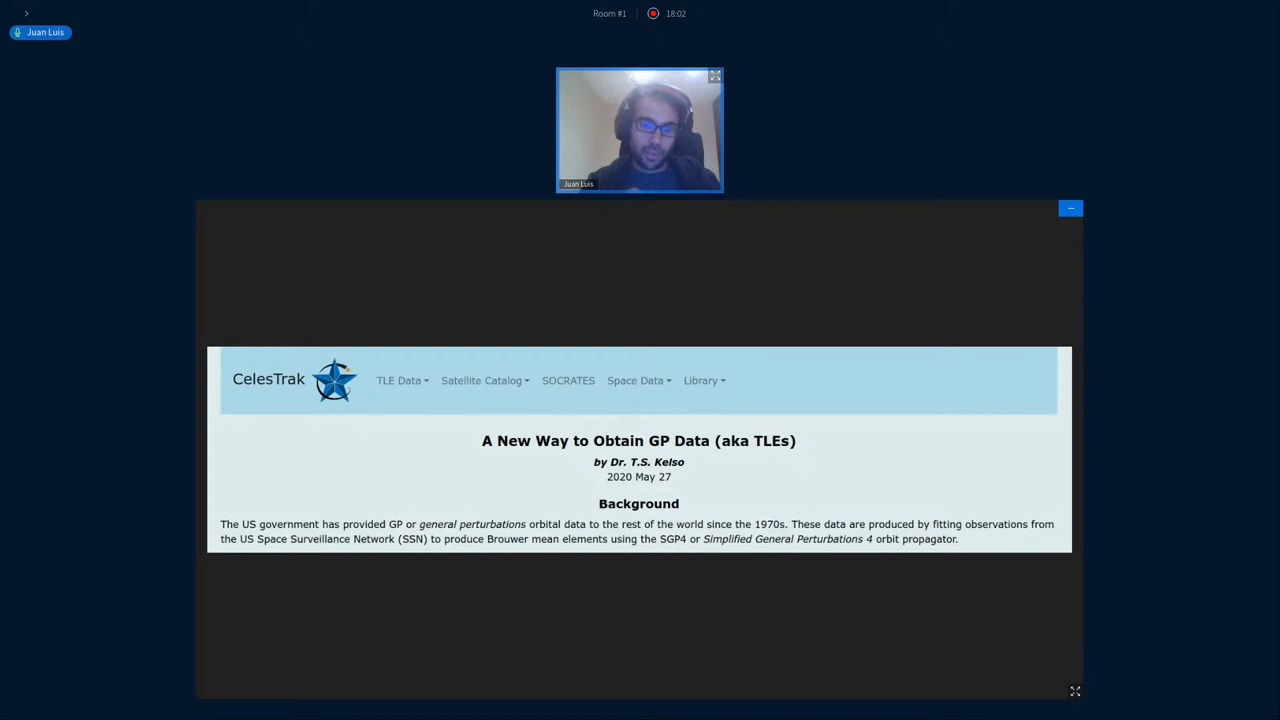 Room #1
18:02
Juan Luis
Juan Luis
CelesTrak
TLE Data
Satellite Catalog
SOCRATES
Space Data
Library
A New Way to Obtain GP Data (aka TLEs)
by Dr. T.S. Kelso
2020 May 27
Background
The US government has provided GP or general perturbations orbital data to the rest of the world since the 1970s. These data are produced by fitting observations from
the US Space Surveillance Network (SSN) to produce Brouwer mean elements using the SGP4 or Simplified General Perturbations 4 orbit propagator.